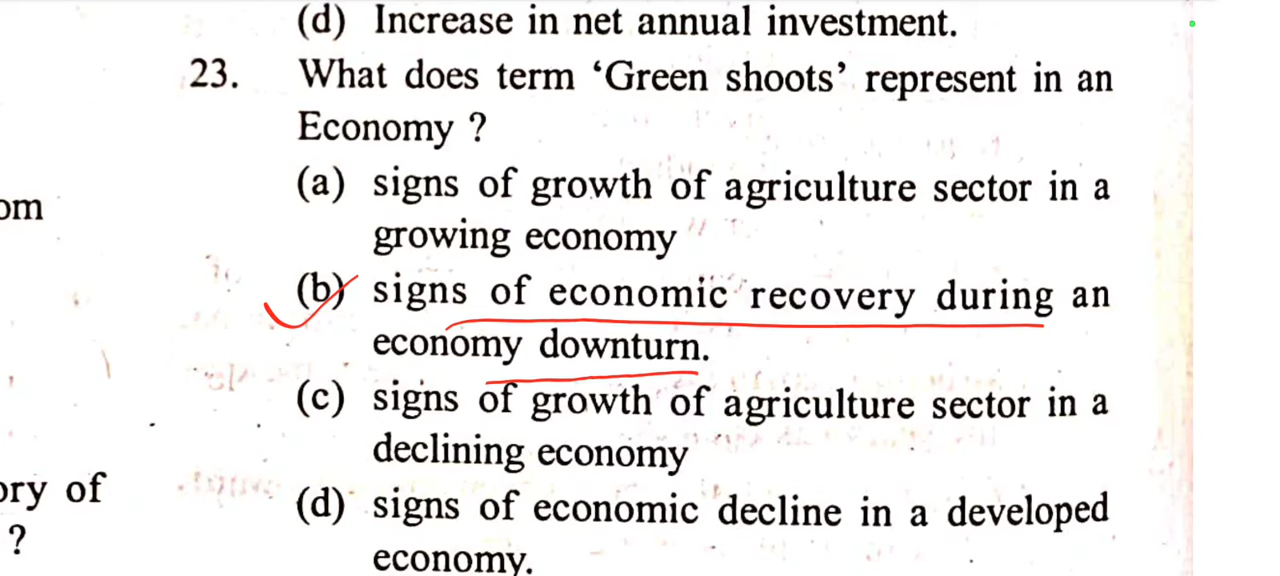 (d) Increase in net annual investment.
23. What does term ‘Green shoots’ represent in an
Economy ?
(a) signs of growth of agriculture sector in a
growing economy
(b) signs of economic recovery during an
economy downturn.
(c) signs of growth of agriculture sector in a
declining economy
(d) signs of economic decline in a developed
economy.
om
ory of
?